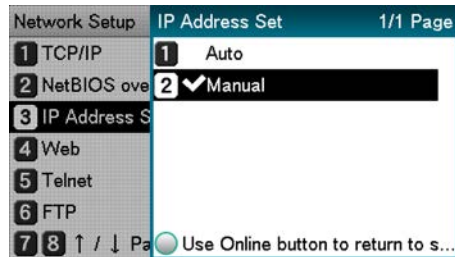 Network Setup
1 TCP/IP
2 NetBIOS ove
3 IP Address S
4 Web
5 Telnet
6 FTP
7 8 ↑ / ↓ Pa
IP Address Set 1/1 Page
1 Auto
2 ✔Manual
Use Online button to return to s...